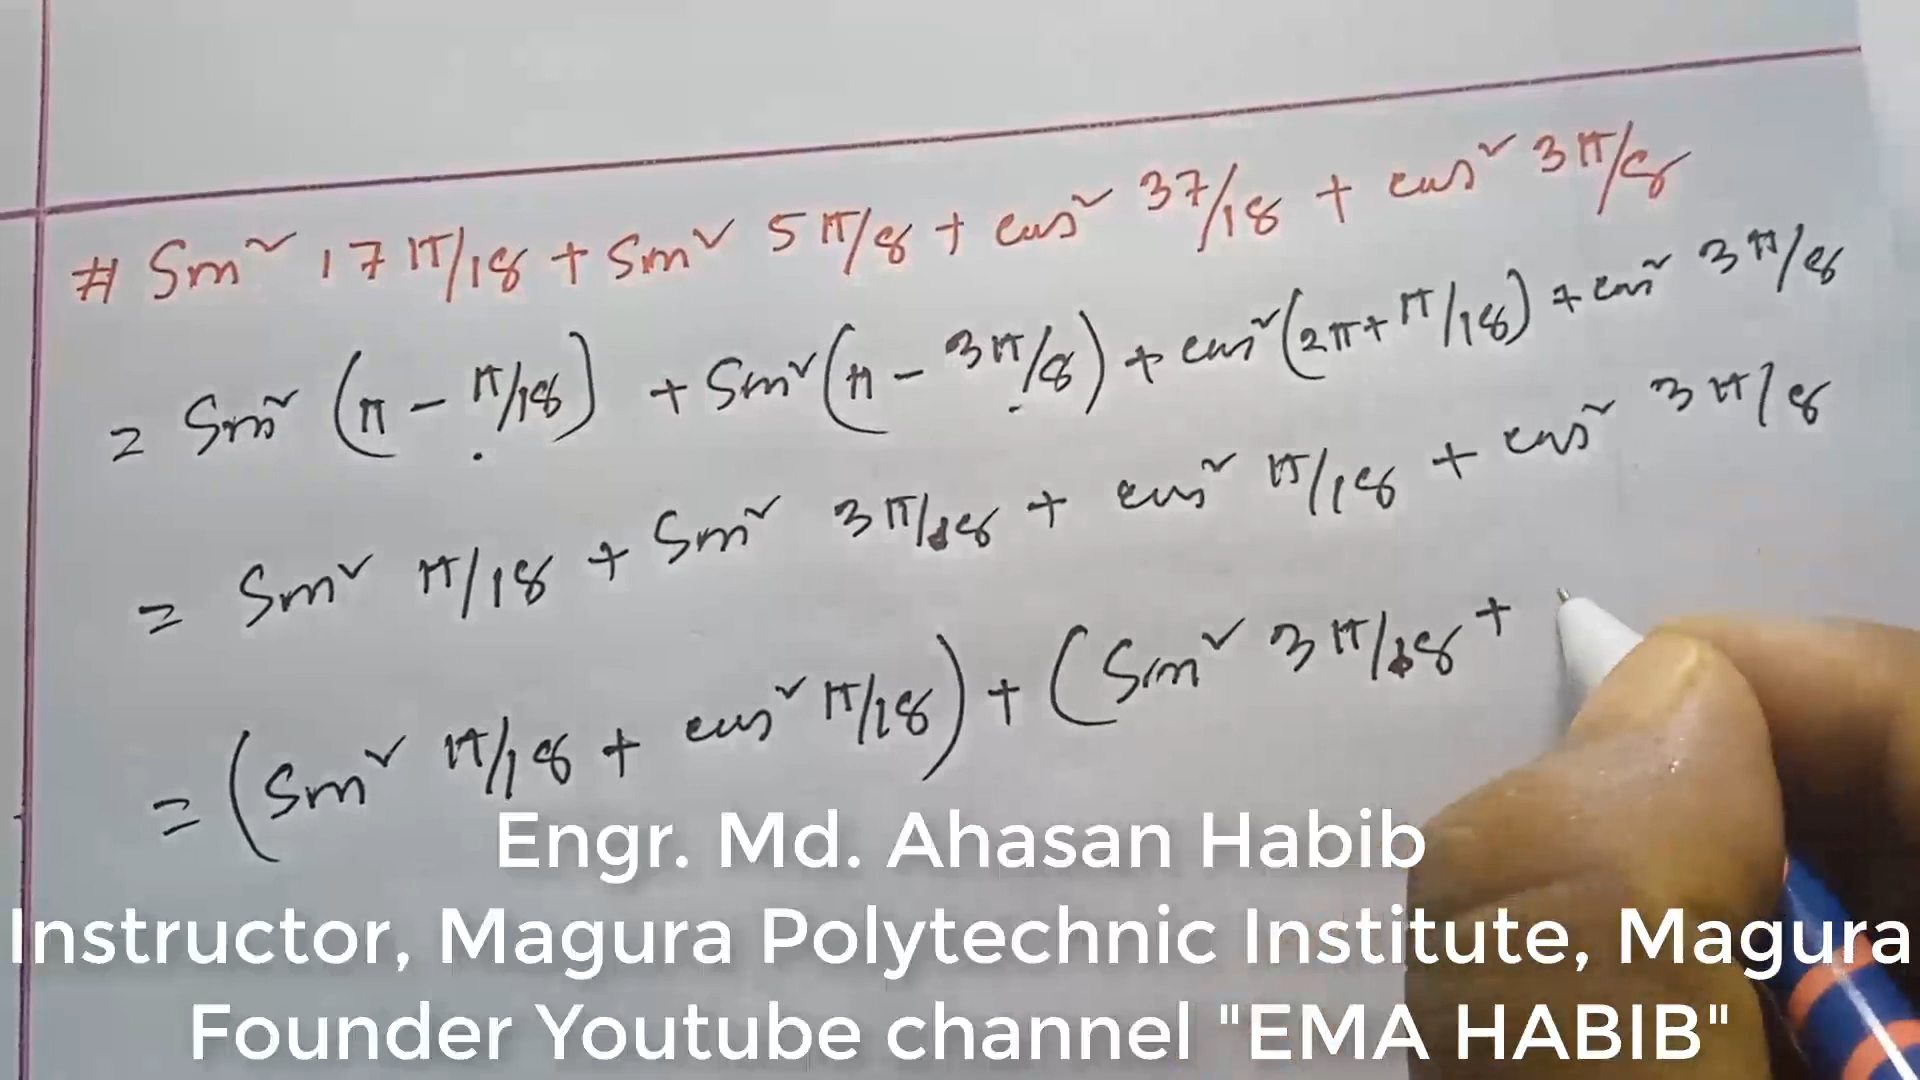 # Sin² 17π/18 + Sin² 5π/8 + cos² 37/18 + cos² 3π/8
= Sin² (π - π/18) + Sin² (π - 3π/8) + cos² (2π + π/18) + cos² 3π/8
= Sin² π/18 + Sin² 3π/8 + cos² π/18 + cos² 3π/8
= (Sin² π/18 + cos² π/18) + (Sin² 3π/8 +
Engr. Md. Ahasan Habib
Instructor, Magura Polytechnic Institute, Magura
Founder Youtube channel "EMA HABIB"